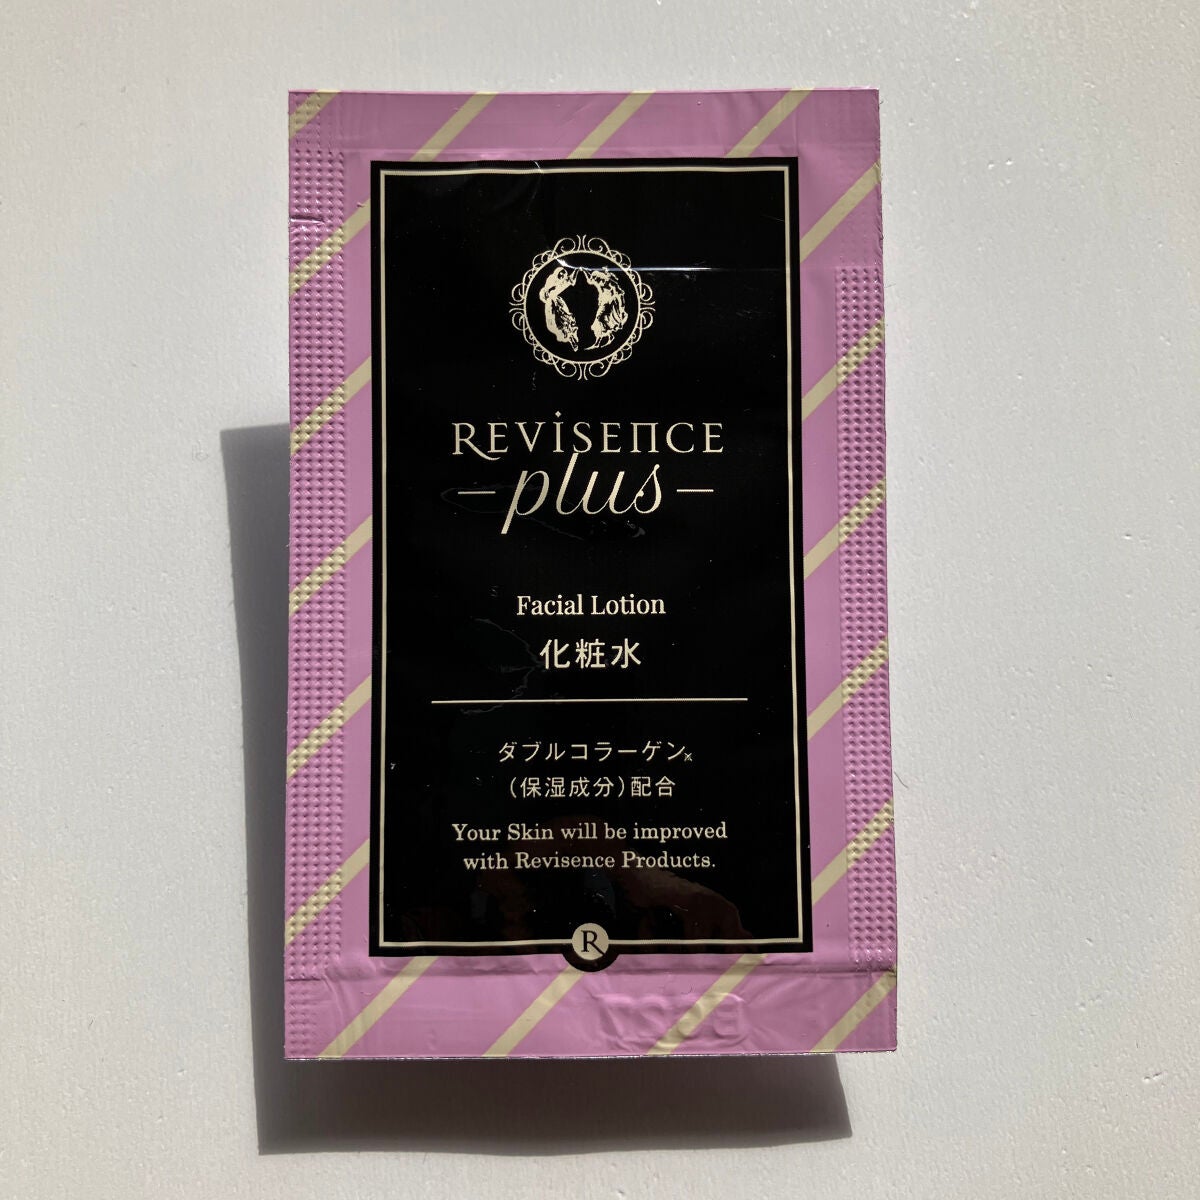 REVISENCE
plus
Facial Lotion
化粧水
ダブルコラーゲン※
(保湿成分)配合
Your Skin will be improved
with Revisence Products.
R